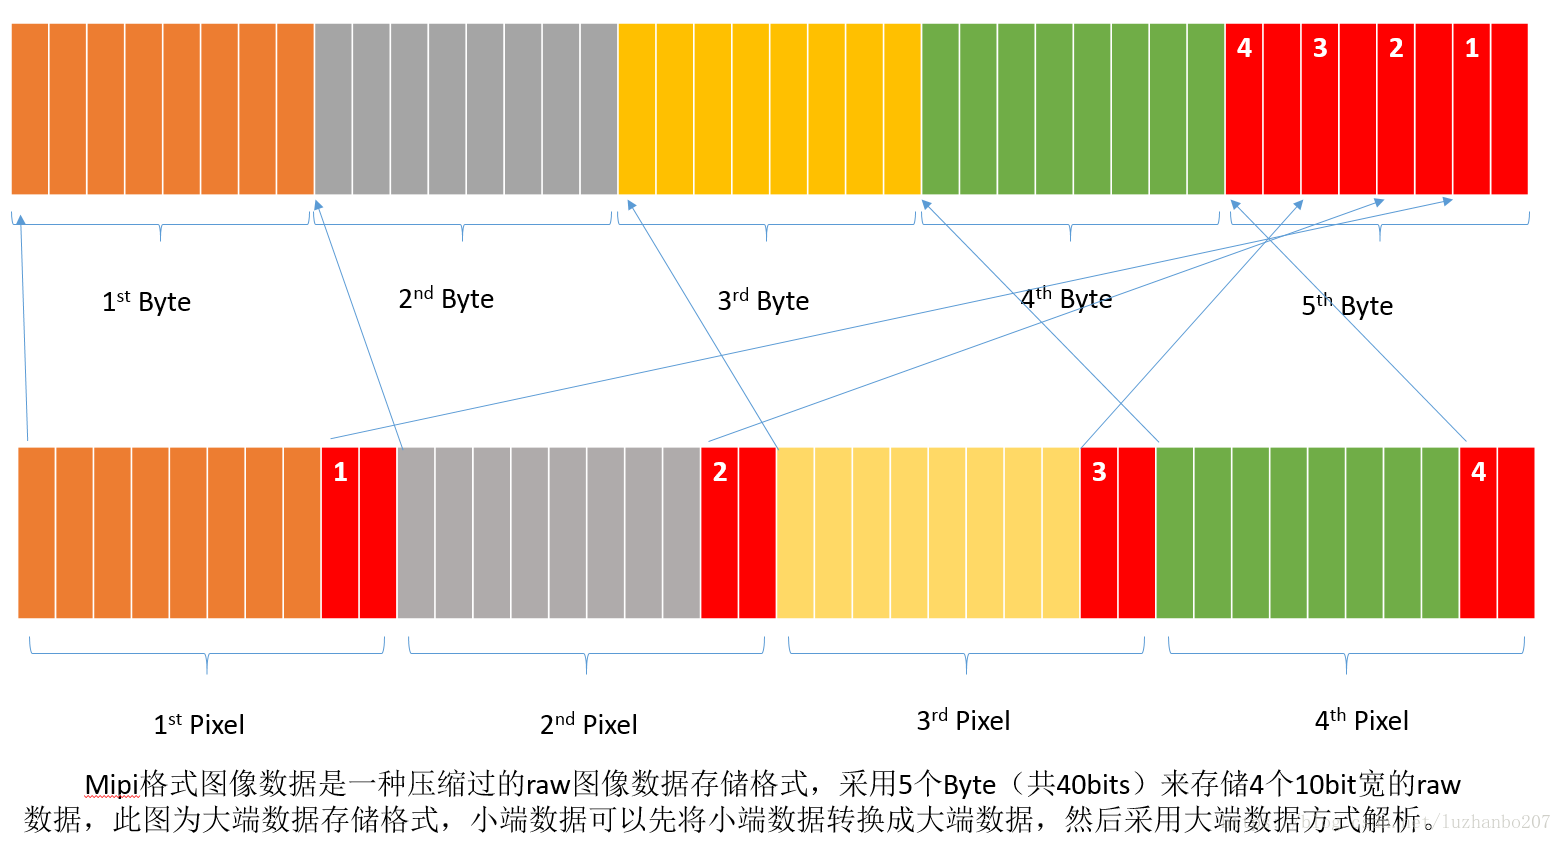 4 3 2 1
1st Byte 2nd Byte 3rd Byte 4th Byte 5th Byte
1 2 3 4
1st Pixel 2nd Pixel 3rd Pixel 4th Pixel
Mipi格式图像数据是一种压缩过的raw图像数据存储格式，采用5个Byte（共40bits）来存储4个10bit宽的raw
数据，此图为大端数据存储格式，小端数据可以先将小端数据转换成大端数据，然后采用大端数据方式解析。
luzhanbo207